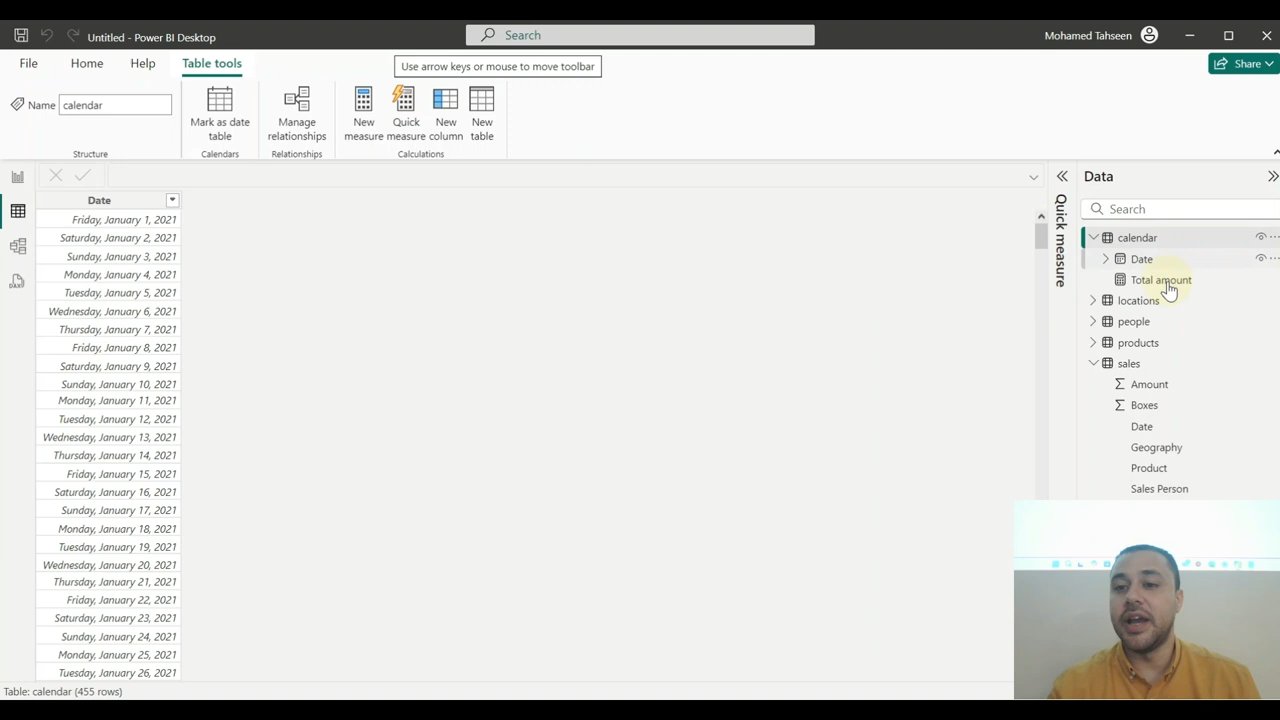 Untitled - Power BI Desktop
Search
Mohamed Tahseen
File
Home
Help
Table tools
Use arrow keys or mouse to move toolbar
Share
Name
calendar
Mark as date table
Manage relationships
New measure
Quick measure
New column
New table
Structure
Calendars
Relationships
Calculations
Date
Friday, January 1, 2021
Saturday, January 2, 2021
Sunday, January 3, 2021
Monday, January 4, 2021
Tuesday, January 5, 2021
Wednesday, January 6, 2021
Thursday, January 7, 2021
Friday, January 8, 2021
Saturday, January 9, 2021
Sunday, January 10, 2021
Monday, January 11, 2021
Tuesday, January 12, 2021
Wednesday, January 13, 2021
Thursday, January 14, 2021
Friday, January 15, 2021
Saturday, January 16, 2021
Sunday, January 17, 2021
Monday, January 18, 2021
Tuesday, January 19, 2021
Wednesday, January 20, 2021
Thursday, January 21, 2021
Friday, January 22, 2021
Saturday, January 23, 2021
Sunday, January 24, 2021
Monday, January 25, 2021
Tuesday, January 26, 2021
Quick measure
Data
Search
calendar
Date
Total amount
locations
people
products
sales
Amount
Boxes
Date
Geography
Product
Sales Person
Table: calendar (455 rows)